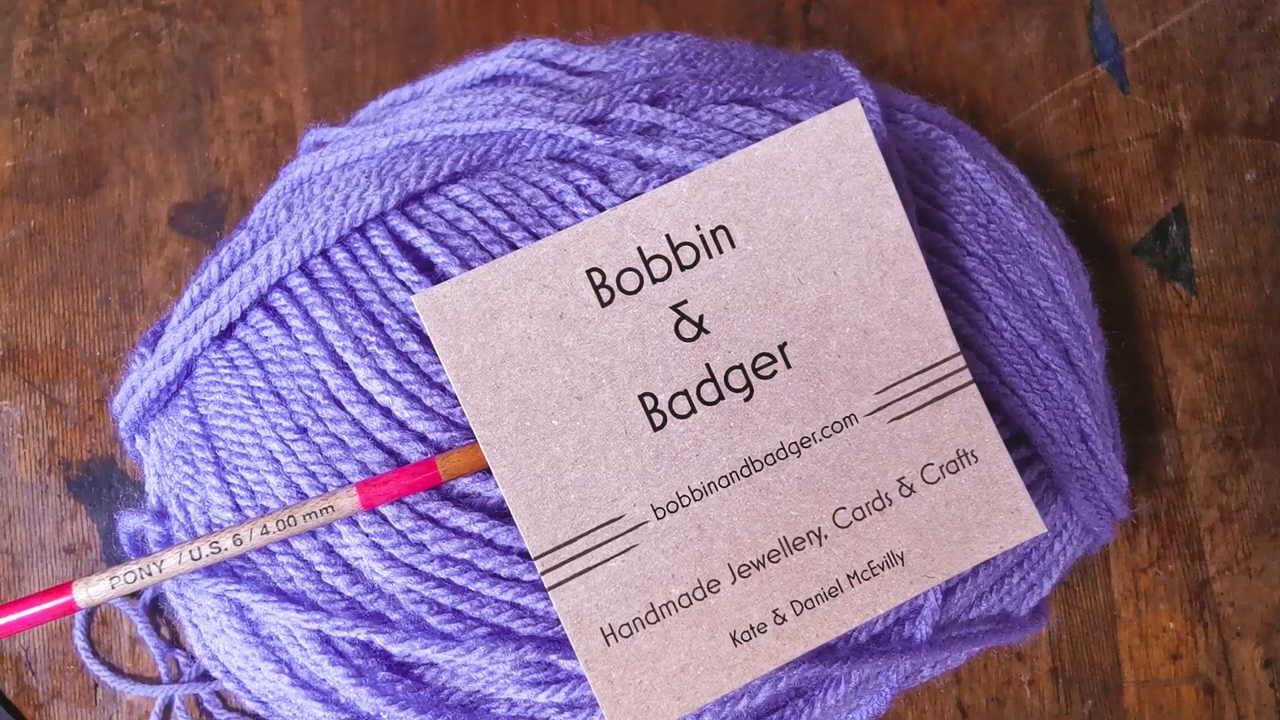 Bobbin
&
Badger
bobbinandbadger.com
Handmade Jewellery, Cards & Crafts
Kate & Daniel McEvilly
PONY / U.S. 6 / 4.00 mm